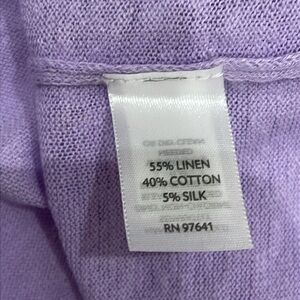 55% LINEN
40% COTTON
5% SILK
RN 97641